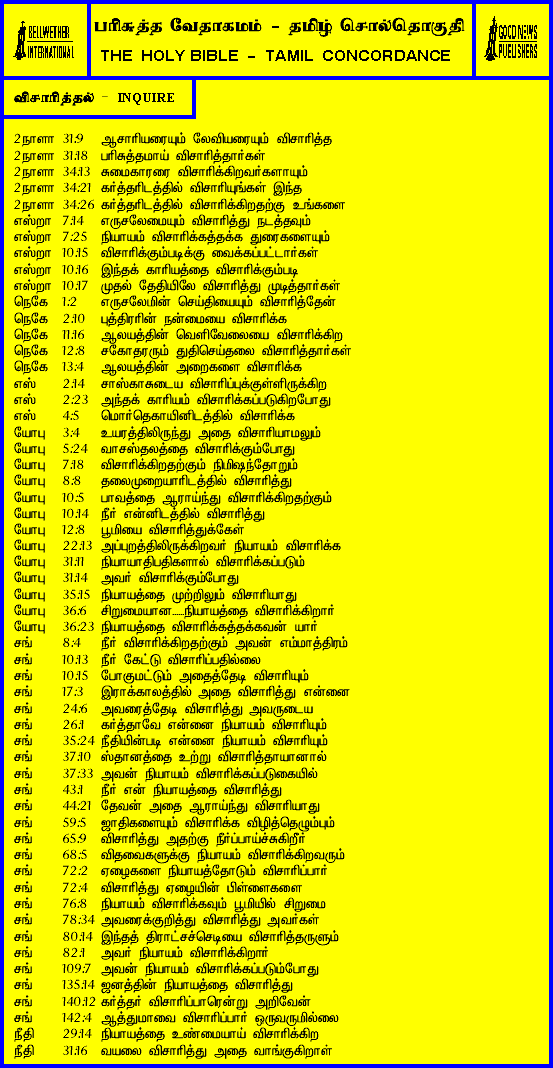 BELLWETHER
INTERNATIONAL
பரிசுத்த வேதாகமம் - தமிழ் சொல்தொகுதி
THE HOLY BIBLE - TAMIL CONCORDANCE
GOOD NEWS
PUBLISHERS
விசாரித்தல் - INQUIRE
2நாளா 31:9 ஆசாரியரையும் லேவியரையும் விசாரித்த
2நாளா 31:18 பரிசுத்தமாய் விசாரித்தார்கள்
2நாளா 34:13 சுமைகாரரை விசாரிக்கிறவர்களாயும்
2நாளா 34:21 கர்த்தரிடத்தில் விசாரியுங்கள் இந்த
2நாளா 34:26 கர்த்தரிடத்தில் விசாரிக்கிறதற்கு உங்களை
எஸ்றா 7:14 எருசலேமையும் விசாரித்து நடத்தவும்
எஸ்றா 7:25 நியாயம் விசாரிக்கத்தக்க துரைகளையும்
எஸ்றா 10:15 விசாரிக்கும்படிக்கு வைக்கப்பட்டார்கள்
எஸ்றா 10:16 இந்தக் காரியத்தை விசாரிக்கும்படி
எஸ்றா 10:17 முதல் தேதியிலே விசாரித்து முடித்தார்கள்
நெகே 1:2 எருசலேமின் செய்தியையும் விசாரித்தேன்
நெகே 2:10 புத்திரரின் நன்மையை விசாரிக்க
நெகே 11:16 ஆலயத்தின் வெளிவேலையை விசாரிக்கிற
நெகே 12:8 சகோதரரும் துதிசெய்தலை விசாரித்தார்கள்
நெகே 13:4 ஆலயத்தின் அறைகளை விசாரிக்க
எஸ் 2:14 சாஸ்காசுடைய விசாரிப்புக்குள்ளிருக்கிற
எஸ் 2:23 அந்தக் காரியம் விசாரிக்கப்படுகிறபோது
எஸ் 4:5 மொர்தெகாயினிடத்தில் விசாரிக்க
யோபு 3:4 உயரத்திலிருந்து அதை விசாரியாமலும்
யோபு 5:24 வாசஸ்தலத்தை விசாரிக்கும்போது
யோபு 7:18 விசாரிக்கிறதற்கும் நிமிஷந்தோறும்
யோபு 8:8 தலைமுறையாரிடத்தில் விசாரித்து
யோபு 10:5 பாவத்தை ஆராய்ந்து விசாரிக்கிறதற்கும்
யோபு 10:14 நீர் என்னிடத்தில் விசாரித்து
யோபு 12:8 பூமியை விசாரித்துக்கேள்
யோபு 22:13 அப்புறத்திலிருக்கிறவர் நியாயம் விசாரிக்க
யோபு 31:11 நியாயாதிபதிகளால் விசாரிக்கப்படும்
யோபு 31:14 அவர் விசாரிக்கும்போது
யோபு 35:15 நியாயத்தை முற்றிலும் விசாரியாது
யோபு 36:6 சிறுமையான.....நியாயத்தை விசாரிக்கிறார்
யோபு 36:23 நியாயத்தை விசாரிக்கத்தக்கவன் யார்
சங் 8:4 நீர் விசாரிக்கிறதற்கும் அவன் எம்மாத்திரம்
சங் 10:13 நீர் கேட்டு விசாரிப்பதில்லை
சங் 10:15 போகுமட்டும் அதைத்தேடி விசாரியும்
சங் 17:3 இராக்காலத்தில் அதை விசாரித்து என்னை
சங் 24:6 அவரைத்தேடி விசாரித்து அவருடைய
சங் 26:1 கர்த்தாவே என்னை நியாயம் விசாரியும்
சங் 35:24 நீதியின்படி என்னை நியாயம் விசாரியும்
சங் 37:10 ஸ்தானத்தை உற்று விசாரித்தாயானால்
சங் 37:33 அவன் நியாயம் விசாரிக்கப்படுகையில்
சங் 43:1 நீர் என் நியாயத்தை விசாரித்து
சங் 44:21 தேவன் அதை ஆராய்ந்து விசாரியாது
சங் 59:5 ஜாதிகளையும் விசாரிக்க விழித்தெழும்பும்
சங் 65:9 விசாரித்து அதற்கு நீர்ப்பாய்ச்சுகிறீர்
சங் 68:5 விதவைகளுக்கு நியாயம் விசாரிக்கிறவரும்
சங் 72:2 ஏழைகளை நியாயத்தோடும் விசாரிப்பார்
சங் 72:4 விசாரித்து ஏழையின் பிள்ளைகளை
சங் 76:8 நியாயம் விசாரிக்கவும் பூமியில் சிறுமை
சங் 78:34 அவரைக்குறித்து விசாரித்து அவர்கள்
சங் 80:14 இந்தத் திராட்சச்செடியை விசாரித்தருளும்
சங் 82:1 அவர் நியாயம் விசாரிக்கிறார்
சங் 109:7 அவன் நியாயம் விசாரிக்கப்படும்போது
சங் 135:14 ஜனத்தின் நியாயத்தை விசாரித்து
சங் 140:12 கர்த்தர் விசாரிப்பாரென்று அறிவேன்
சங் 142:4 ஆத்துமாவை விசாரிப்பார் ஒருவருமில்லை
நீதி 29:14 நியாயத்தை உண்மையாய் விசாரிக்கிற
நீதி 31:16 வயலை விசாரித்து அதை வாங்குகிறாள்